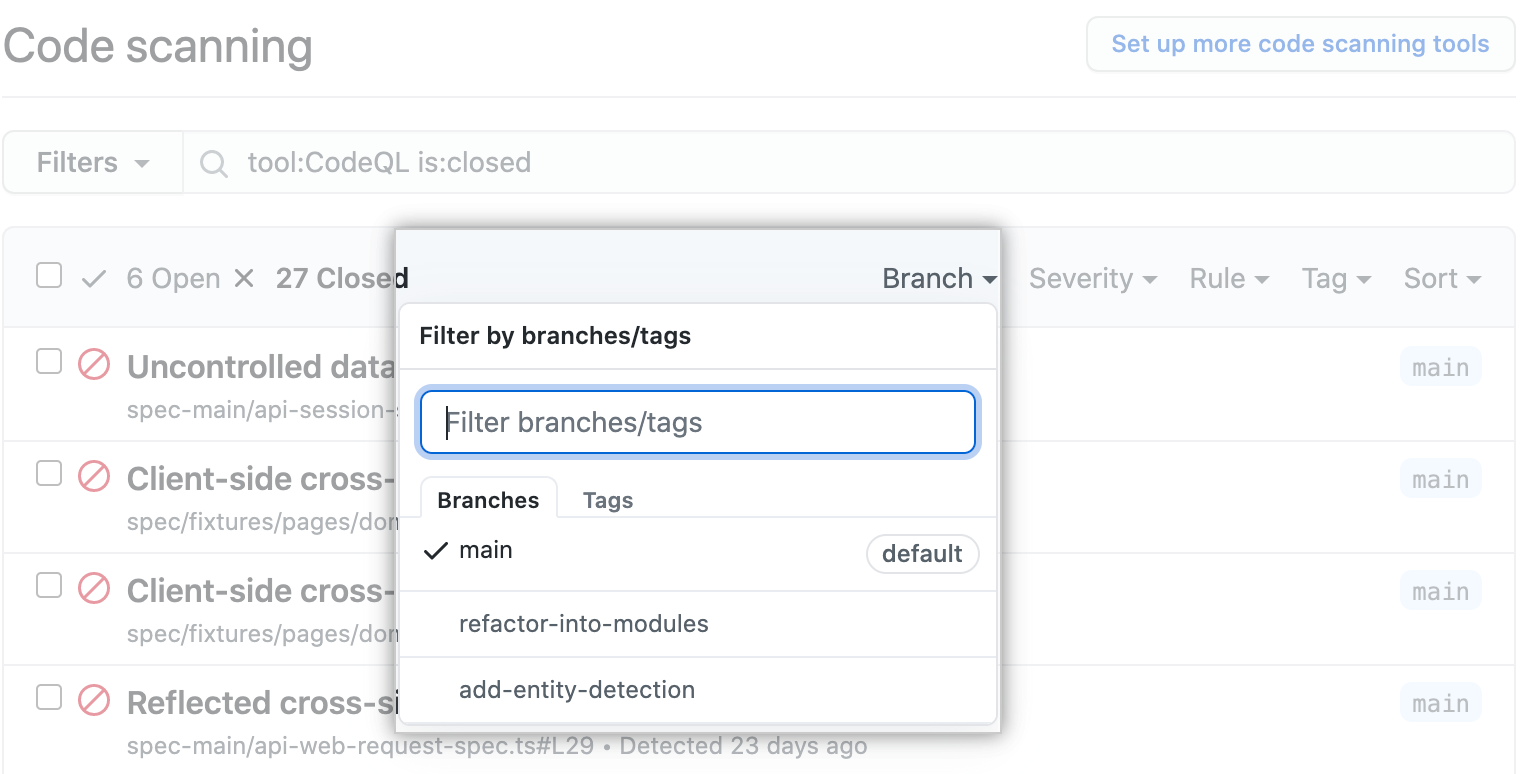 Code scanning
Set up more code scanning tools
Filters
tool:CodeQL is:closed
6 Open 27 Closed Branch Severity Rule Tag Sort
Filter by branches/tags
Filter branches/tags
Branches Tags
main default
refactor-into-modules
add-entity-detection
Uncontrolled data main
spec-main/api-session-
Client-side cross- main
spec/fixtures/pages/
Client-side cross- main
spec/fixtures/pages/
Reflected cross-si main
spec-main/api-web-request-spec.ts#L29 • Detected 23 days ago